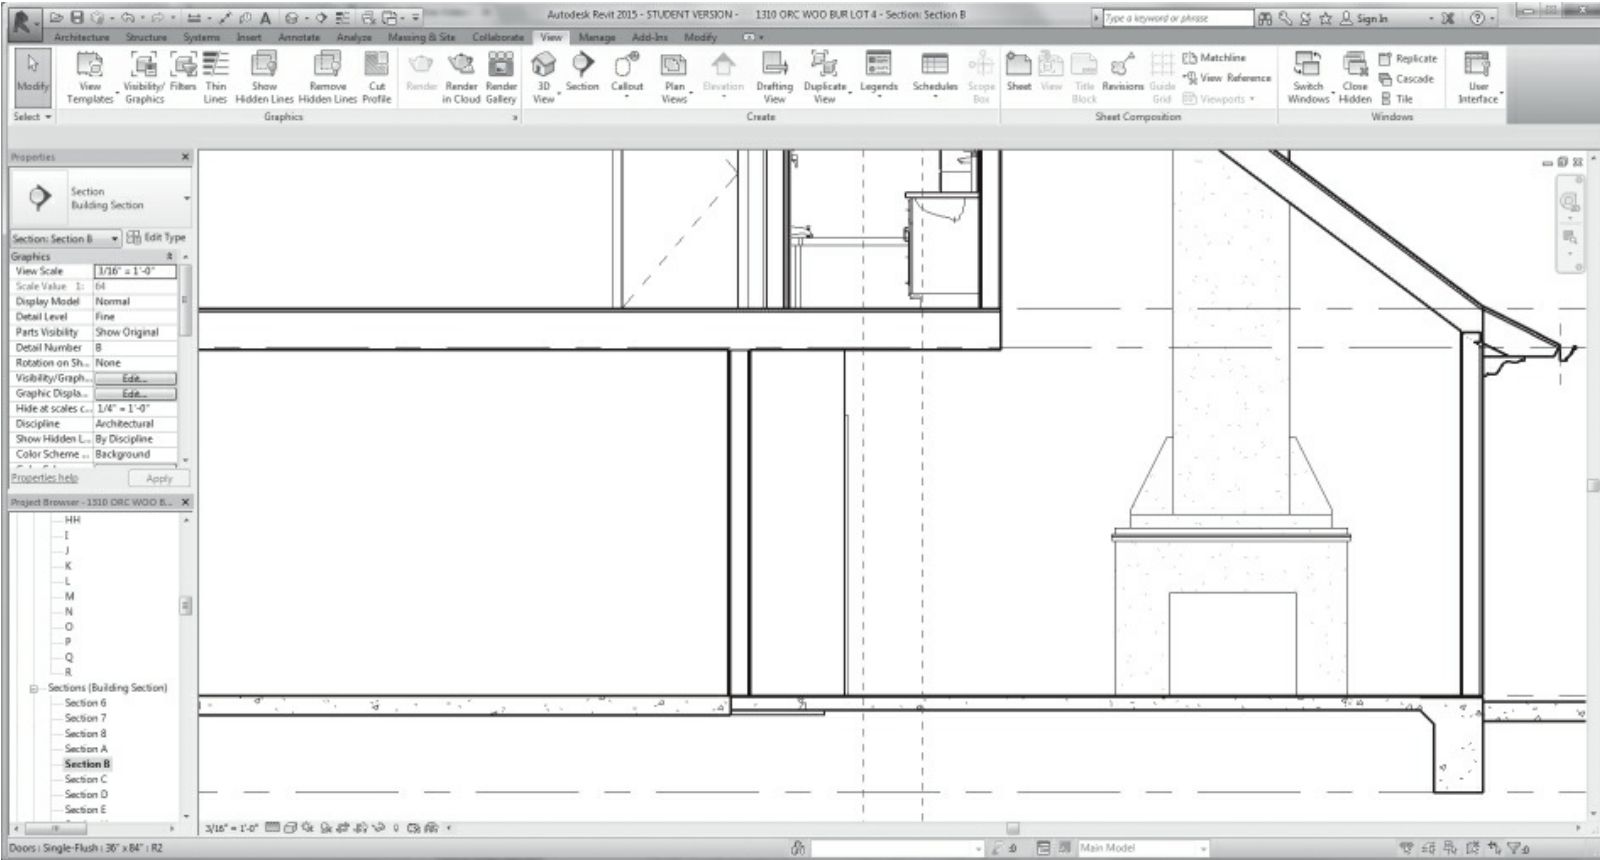 Autodesk Revit 2015 - STUDENT VERSION - 1310 ORC WOO BUR LOT 4 - Section: Section B
Type a keyword or phrase
Sign In
Architecture Structure Systems Insert Annotate Analyze Massing & Site Collaborate View Manage Add-Ins Modify
Modify
View Templates
Visibility/ Graphics
Filters
Thin Lines
Show Hidden Lines
Remove Hidden Lines
Cut Profile
Render
Render in Cloud
Render Gallery
3D View
Section
Callout
Plan Views
Elevation
Drafting View
Duplicate View
Legends
Schedules
Scope Box
Sheet
View
Title Block
Revisions
Guide Grid
Matchline
View Reference
Viewports
Switch Windows
Close Hidden
Replicate
Cascade
Tile
User Interface
Select
Graphics
Create
Sheet Composition
Windows
Properties
Section
Building Section
Section: Section B
Edit Type
Graphics
View Scale 3/16" = 1'-0"
Scale Value 1: 64
Display Model Normal
Detail Level Fine
Parts Visibility Show Original
Detail Number B
Rotation on Sh... None
Visibility/Graph... Edit...
Graphic Displa... Edit...
Hide at scales c... 1/4" = 1'-0"
Discipline Architectural
Show Hidden L... By Discipline
Color Scheme ... Background
Properties help
Apply
Project Browser - 1310 ORC WOO B...
HH
I
J
K
L
M
N
O
P
Q
R
Sections (Building Section)
Section 6
Section 7
Section 8
Section A
Section B
Section C
Section D
Section E
3/16" = 1'-0"
Doors : Single-Flush : 36" x 84" : R2
:0
Main Model
:0